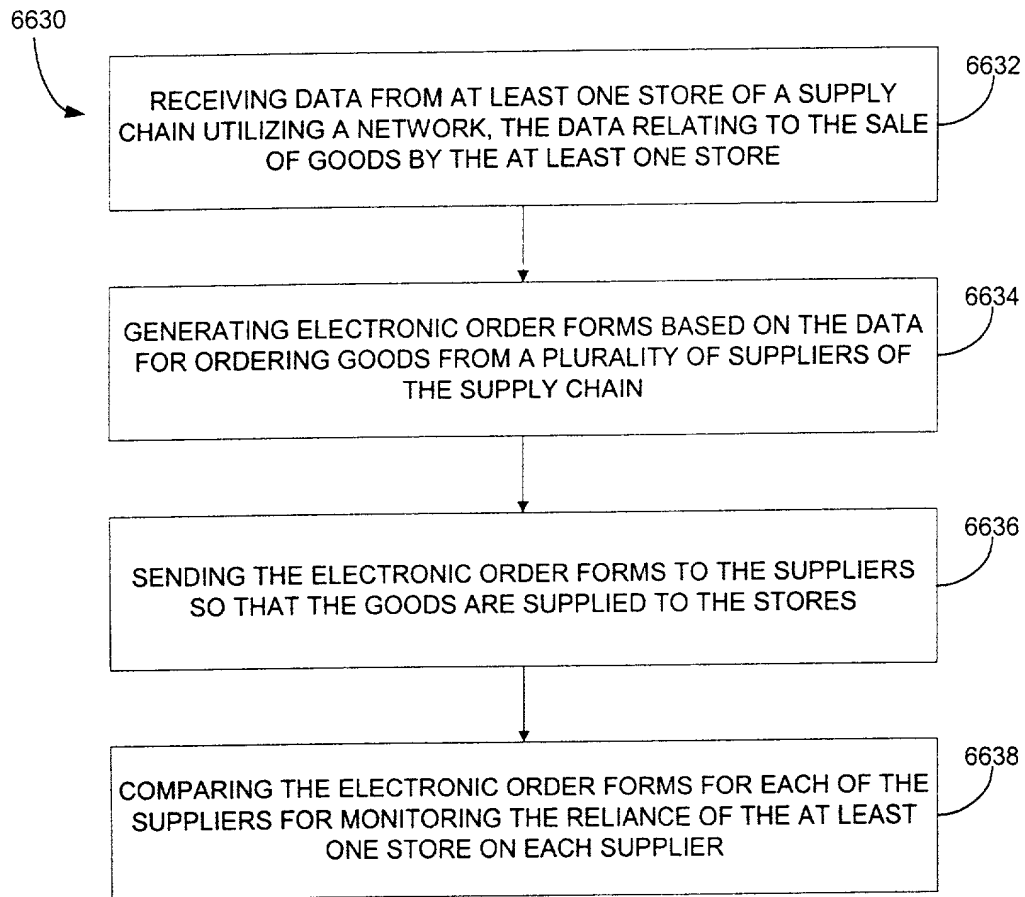 6630
6632
RECEIVING DATA FROM AT LEAST ONE STORE OF A SUPPLY
CHAIN UTILIZING A NETWORK, THE DATA RELATING TO THE SALE
OF GOODS BY THE AT LEAST ONE STORE
6634
GENERATING ELECTRONIC ORDER FORMS BASED ON THE DATA
FOR ORDERING GOODS FROM A PLURALITY OF SUPPLIERS OF
THE SUPPLY CHAIN
6636
SENDING THE ELECTRONIC ORDER FORMS TO THE SUPPLIERS
SO THAT THE GOODS ARE SUPPLIED TO THE STORES
6638
COMPARING THE ELECTRONIC ORDER FORMS FOR EACH OF THE
SUPPLIERS FOR MONITORING THE RELIANCE OF THE AT LEAST
ONE STORE ON EACH SUPPLIER